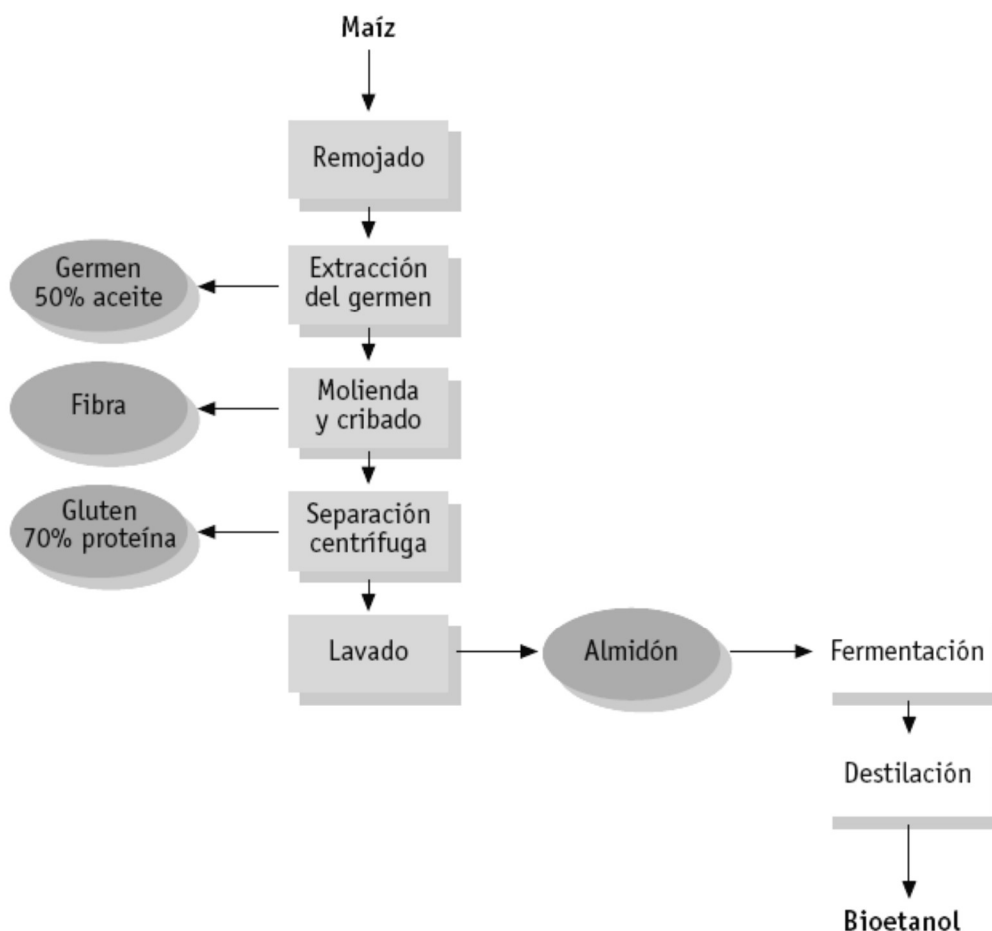 Maíz
Remojado
Germen
50% aceite
Extracción
del germen
Fibra
Molienda
y cribado
Gluten
70% proteína
Separación
centrífuga
Lavado
Almidón
Fermentación
Destilación
Bioetanol